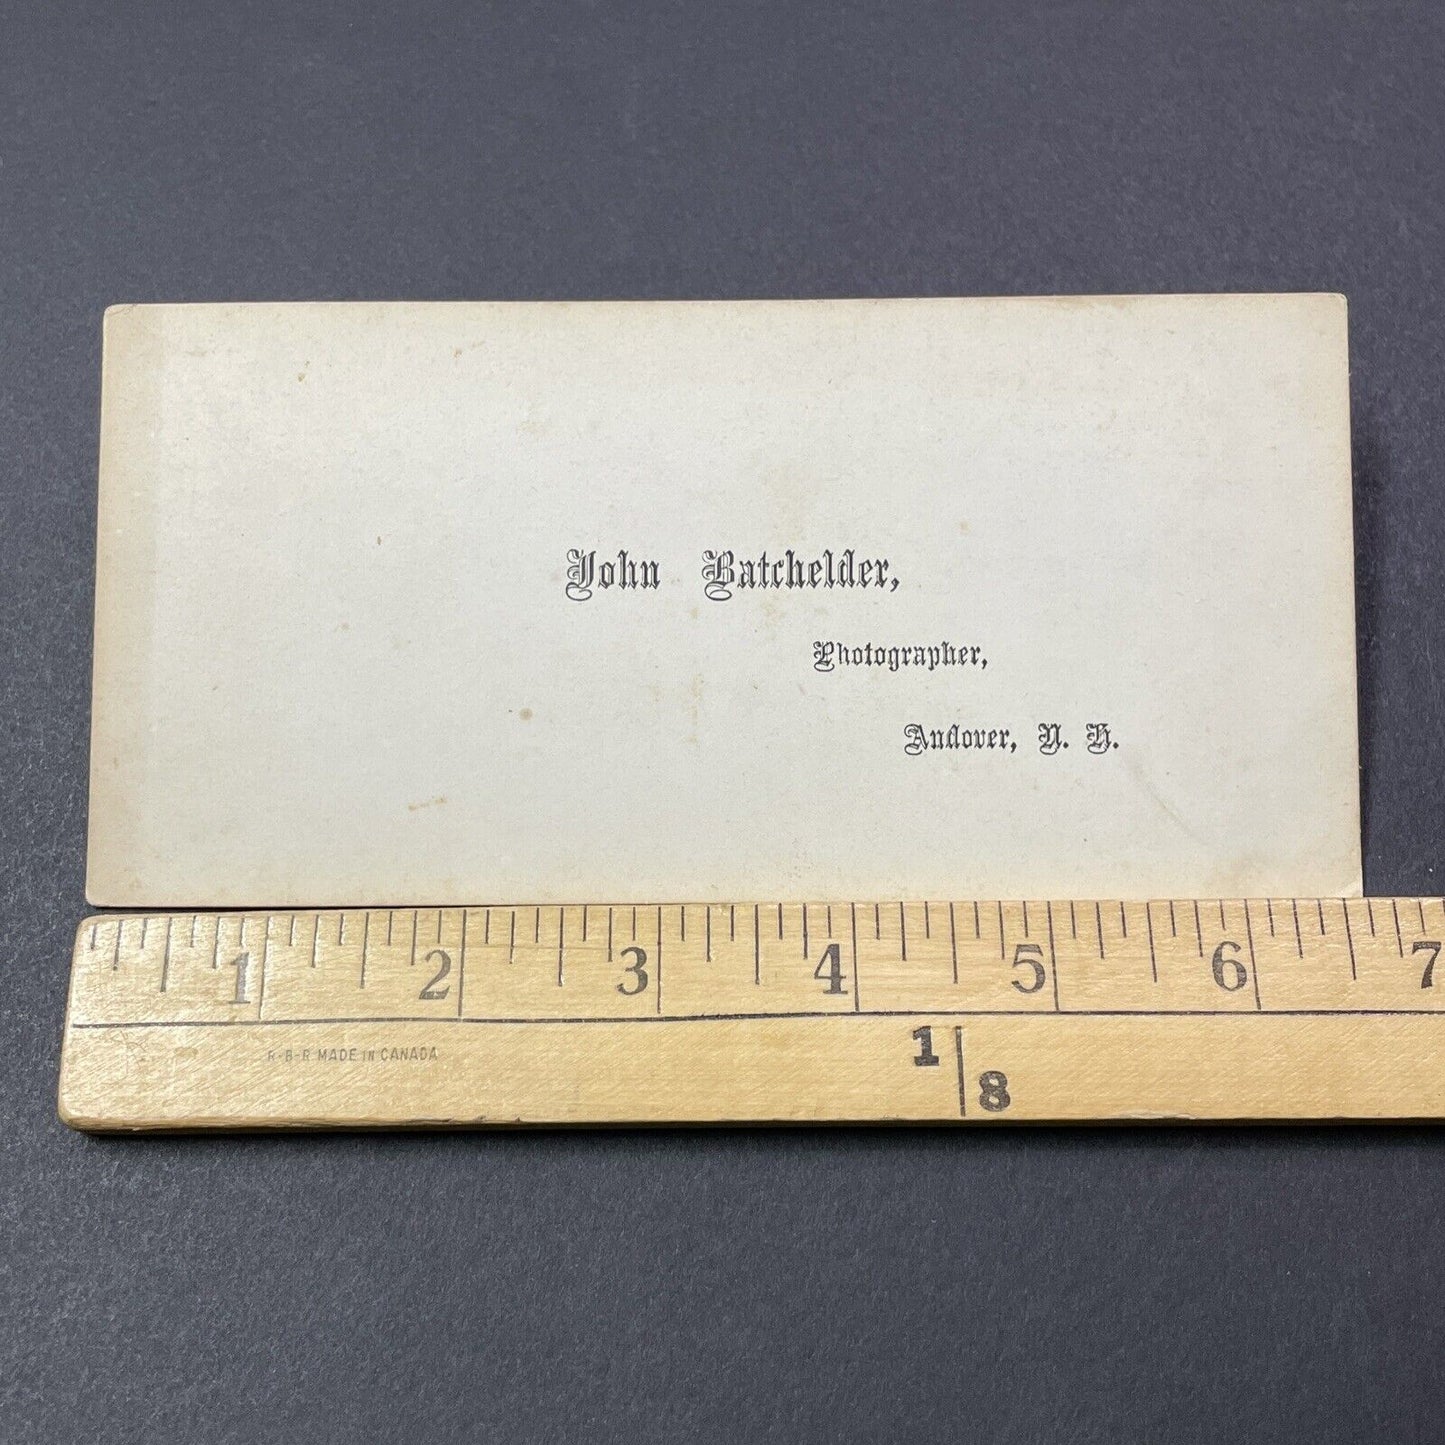 John Batchelder,
Photographer,
Andover, N. H.
1 2 3 4 5 6 7
R-B-R MADE IN CANADA
1
8